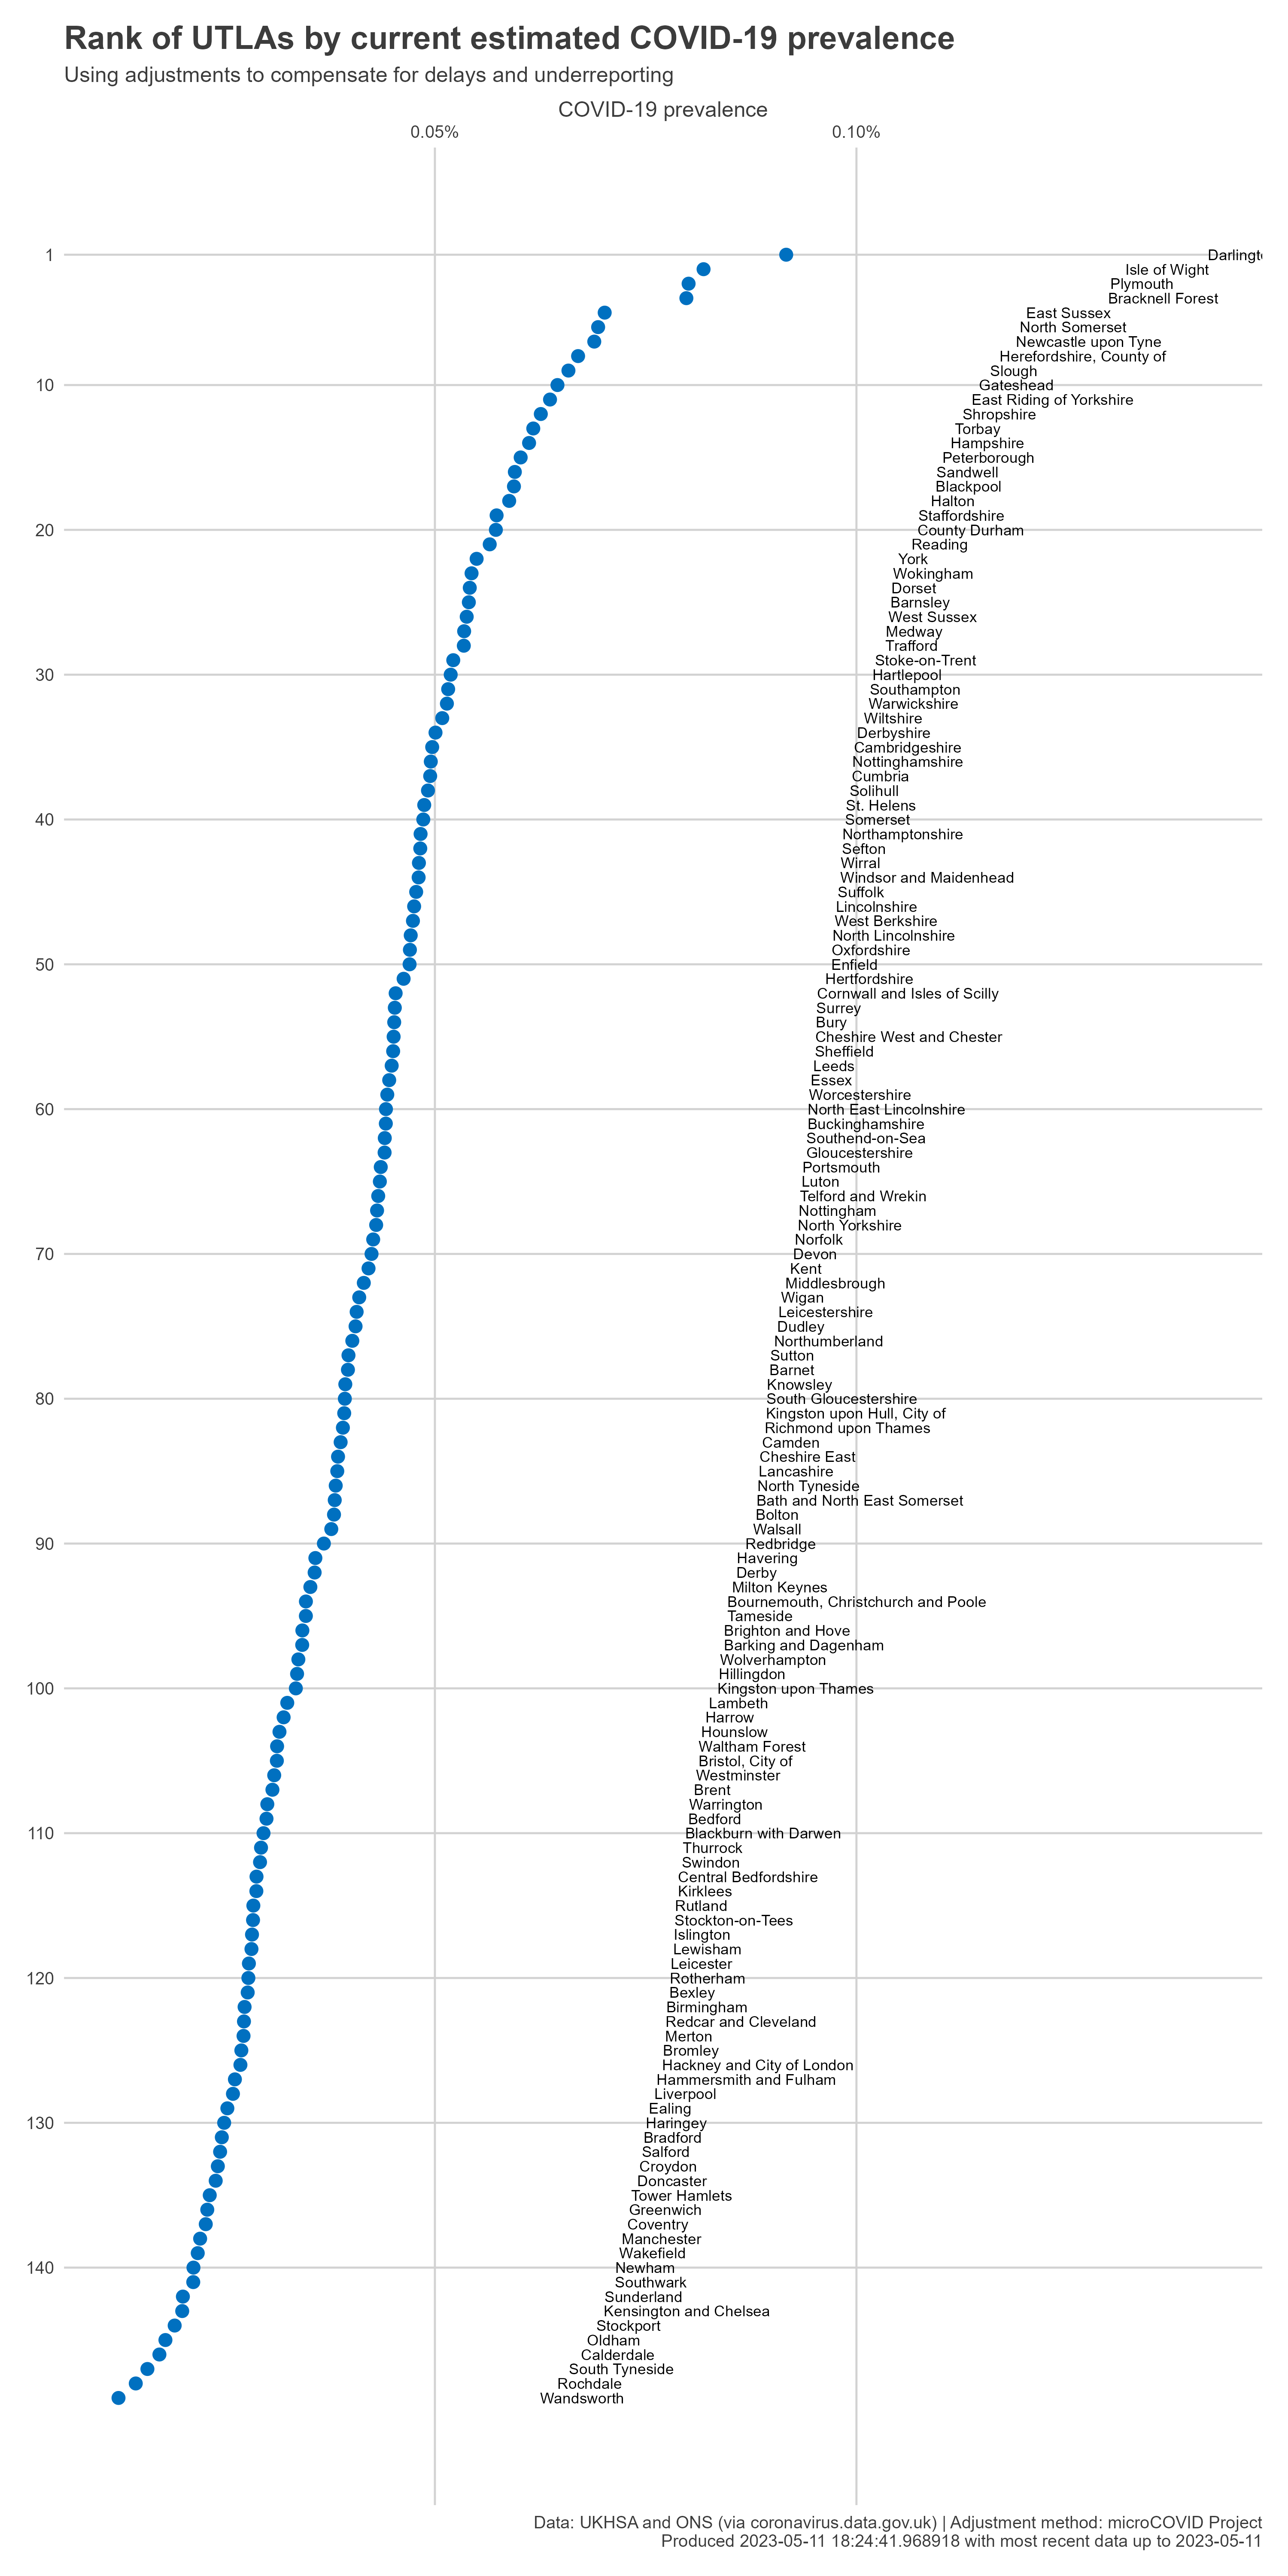 Rank of UTLAs by current estimated COVID-19 prevalence
Using adjustments to compensate for delays and underreporting
COVID-19 prevalence
0.05% 0.10%
1 Darlingto
Isle of Wight
Plymouth
Bracknell Forest
East Sussex
North Somerset
Newcastle upon Tyne
Herefordshire, County of
Slough
10 Gateshead
East Riding of Yorkshire
Shropshire
Torbay
Hampshire
Peterborough
Sandwell
Blackpool
Halton
Staffordshire
20 County Durham
Reading
York
Wokingham
Dorset
Barnsley
West Sussex
Medway
Trafford
Stoke-on-Trent
30 Hartlepool
Southampton
Warwickshire
Wiltshire
Derbyshire
Cambridgeshire
Nottinghamshire
Cumbria
Solihull
St. Helens
40 Somerset
Northamptonshire
Sefton
Wirral
Windsor and Maidenhead
Suffolk
Lincolnshire
West Berkshire
North Lincolnshire
Oxfordshire
50 Enfield
Hertfordshire
Cornwall and Isles of Scilly
Surrey
Bury
Cheshire West and Chester
Sheffield
Leeds
Essex
Worcestershire
60 North East Lincolnshire
Buckinghamshire
Southend-on-Sea
Gloucestershire
Portsmouth
Luton
Telford and Wrekin
Nottingham
North Yorkshire
Norfolk
70 Devon
Kent
Middlesbrough
Wigan
Leicestershire
Dudley
Northumberland
Sutton
Barnet
Knowsley
80 South Gloucestershire
Kingston upon Hull, City of
Richmond upon Thames
Camden
Cheshire East
Lancashire
North Tyneside
Bath and North East Somerset
Bolton
Walsall
90 Redbridge
Havering
Derby
Milton Keynes
Bournemouth, Christchurch and Poole
Tameside
Brighton and Hove
Barking and Dagenham
Wolverhampton
Hillingdon
100 Kingston upon Thames
Lambeth
Harrow
Hounslow
Waltham Forest
Bristol, City of
Westminster
Brent
Warrington
Bedford
110 Blackburn with Darwen
Thurrock
Swindon
Central Bedfordshire
Kirklees
Rutland
Stockton-on-Tees
Islington
Lewisham
Leicester
120 Rotherham
Bexley
Birmingham
Redcar and Cleveland
Merton
Bromley
Hackney and City of London
Hammersmith and Fulham
Liverpool
Ealing
130 Haringey
Bradford
Salford
Croydon
Doncaster
Tower Hamlets
Greenwich
Coventry
Manchester
Wakefield
140 Newham
Southwark
Sunderland
Kensington and Chelsea
Stockport
Oldham
Calderdale
South Tyneside
Rochdale
Wandsworth
Data: UKHSA and ONS (via coronavirus.data.gov.uk) | Adjustment method: microCOVID Project
Produced 2023-05-11 18:24:41.968918 with most recent data up to 2023-05-11